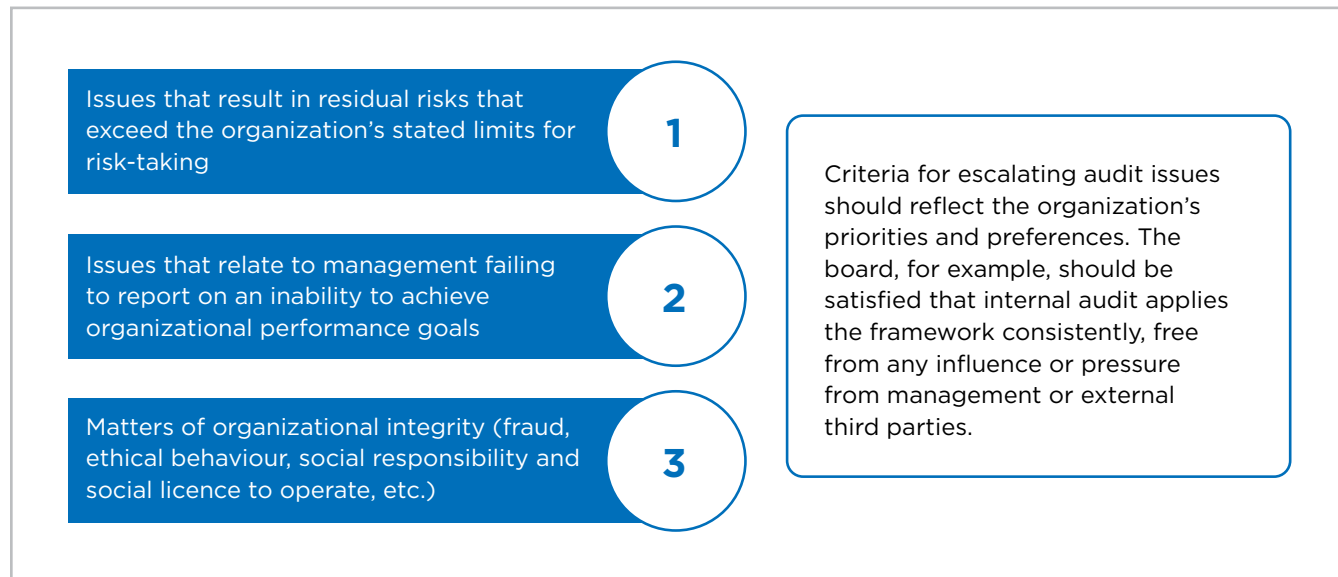 Issues that result in residual risks that
exceed the organization's stated limits for
risk-taking
1
Issues that relate to management failing
to report on an inability to achieve
organizational performance goals
2
Matters of organizational integrity (fraud,
ethical behaviour, social responsibility and
social licence to operate, etc.)
3
Criteria for escalating audit issues
should reflect the organization's
priorities and preferences. The
board, for example, should be
satisfied that internal audit applies
the framework consistently, free
from any influence or pressure
from management or external
third parties.